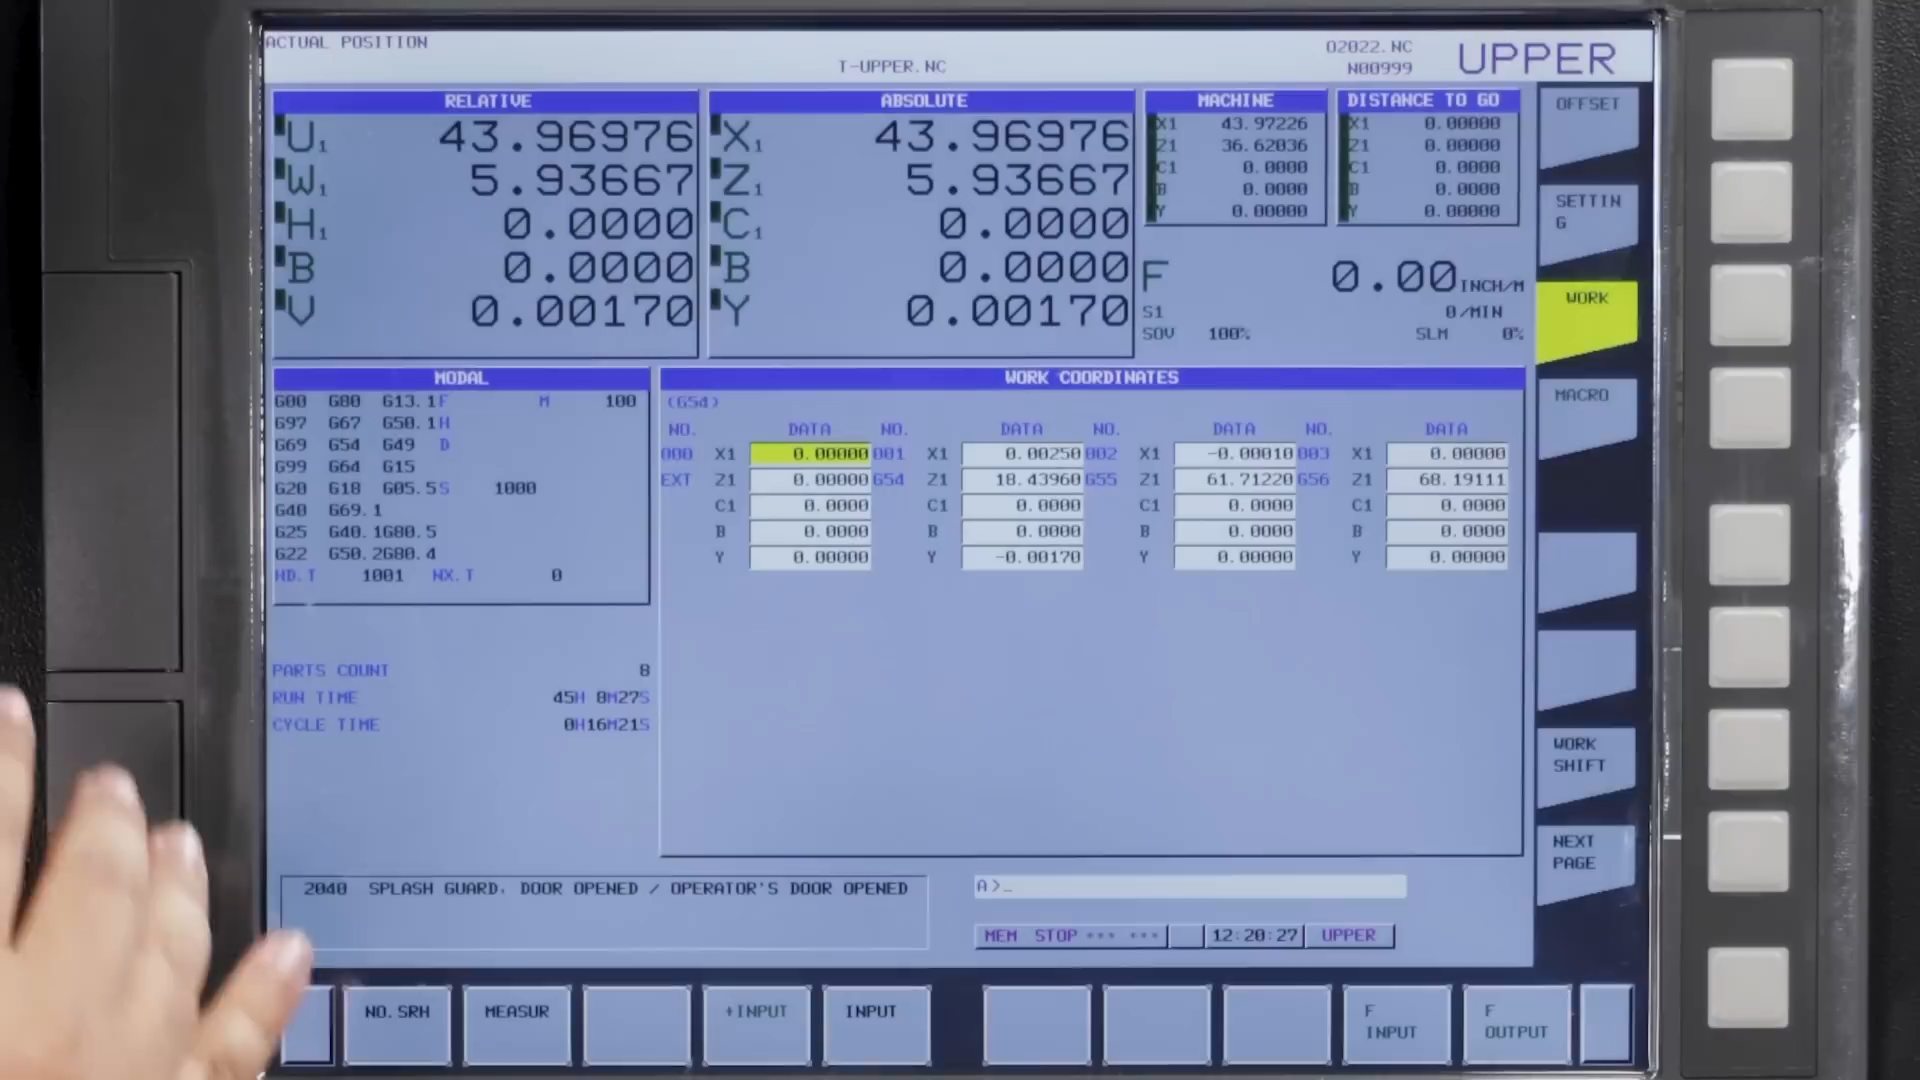 ACTUAL POSITION
T-UPPER.NC
O2022.NC
N00999
UPPER
RELATIVE
U1 43.96976
W1 5.93667
H1 0.0000
B 0.0000
V 0.00170
ABSOLUTE
X1 43.96976
Z1 5.93667
C1 0.0000
B 0.0000
Y 0.00170
MACHINE
X1 43.97226
Z1 36.62036
C1 0.0000
B 0.0000
Y 0.00000
DISTANCE TO GO
X1 0.00000
Z1 0.00000
C1 0.0000
B 0.0000
Y 0.00000
F 0.00 INCH/M
S1 0/MIN
SOV 100% SLM 0%
MODAL
G00 G80 G13.1 F M 100
G97 G67 G50.1 H
G69 G54 G49 D
G99 G64 G15
G20 G18 G05.5 S 1000
G40 G69.1
G25 G40.1 G80.5
G22 G50.2 G80.4
HD.T 1001 NX.T 0
PARTS COUNT 8
RUN TIME 45H 8M27S
CYCLE TIME 0H16M21S
WORK COORDINATES
(G54)
NO. DATA NO. DATA NO. DATA NO. DATA
000 X1 0.00000 001 X1 0.00250 002 X1 -0.00010 003 X1 0.00000
EXT Z1 0.00000 G54 Z1 18.43960 G55 Z1 61.71220 G56 Z1 68.19111
C1 0.0000 C1 0.0000 C1 0.0000 C1 0.0000
B 0.0000 B 0.0000 B 0.0000 B 0.0000
Y 0.00000 Y -0.00170 Y 0.00000 Y 0.00000
2040 SPLASH GUARD. DOOR OPENED / OPERATOR'S DOOR OPENED
A>_
MEM STOP *** *** 12:20:27 UPPER
OFFSET
SETTIN
G
WORK
MACRO
WORK
SHIFT
NEXT
PAGE
NO.SRH
MEASUR
+INPUT
INPUT
F
INPUT
F
OUTPUT